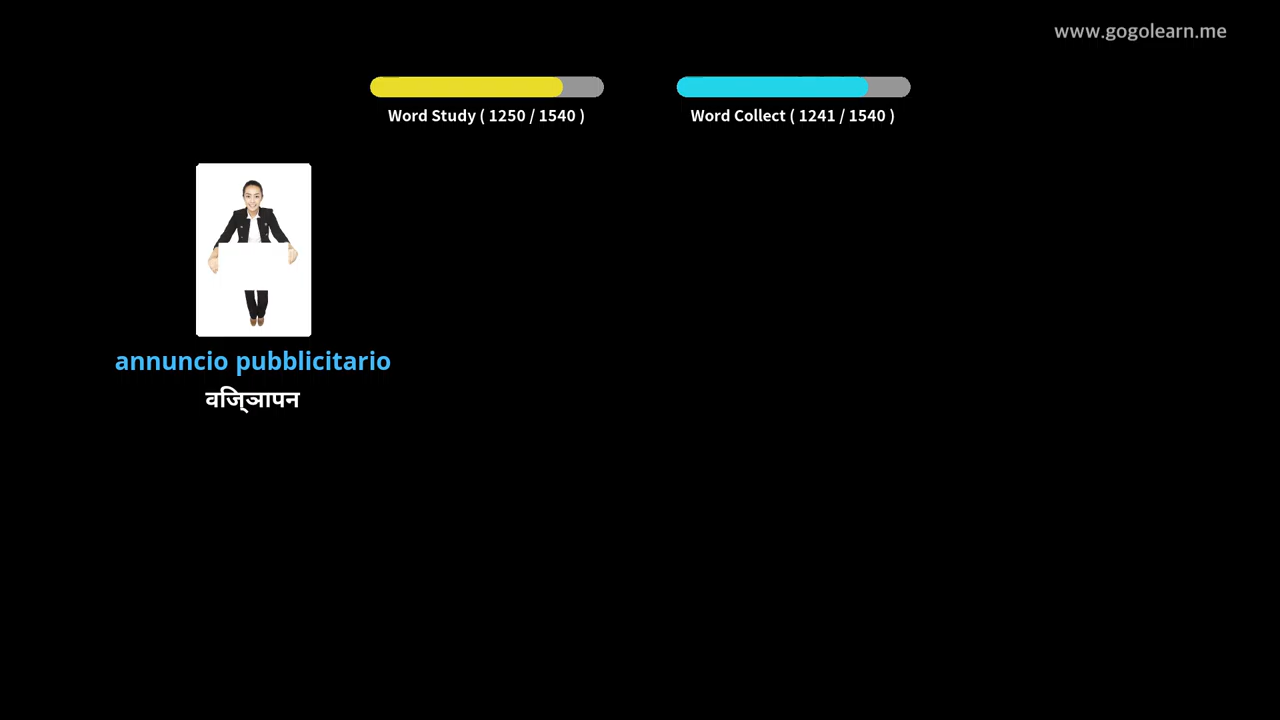 www.gogolearn.me
Word Study ( 1250 / 1540 )
Word Collect ( 1241 / 1540 )
annuncio pubblicitario
विज्ञापन